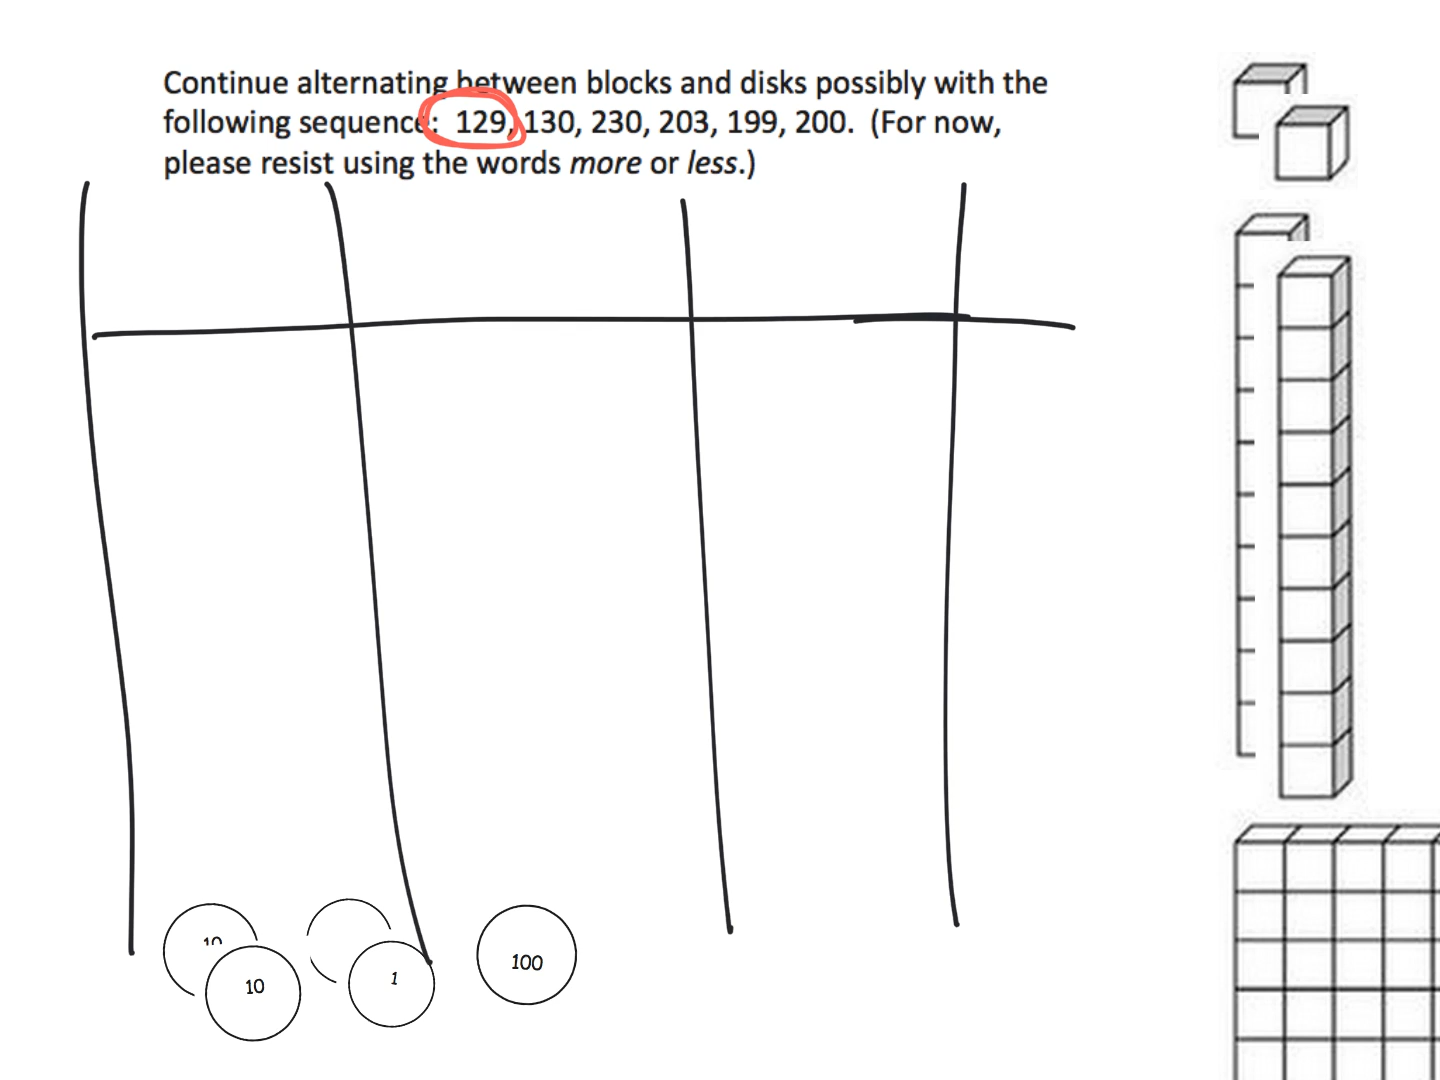 Continue alternating between blocks and disks possibly with the
following sequence: 129, 130, 230, 203, 199, 200. (For now,
please resist using the words more or less.)
10
10
1
100